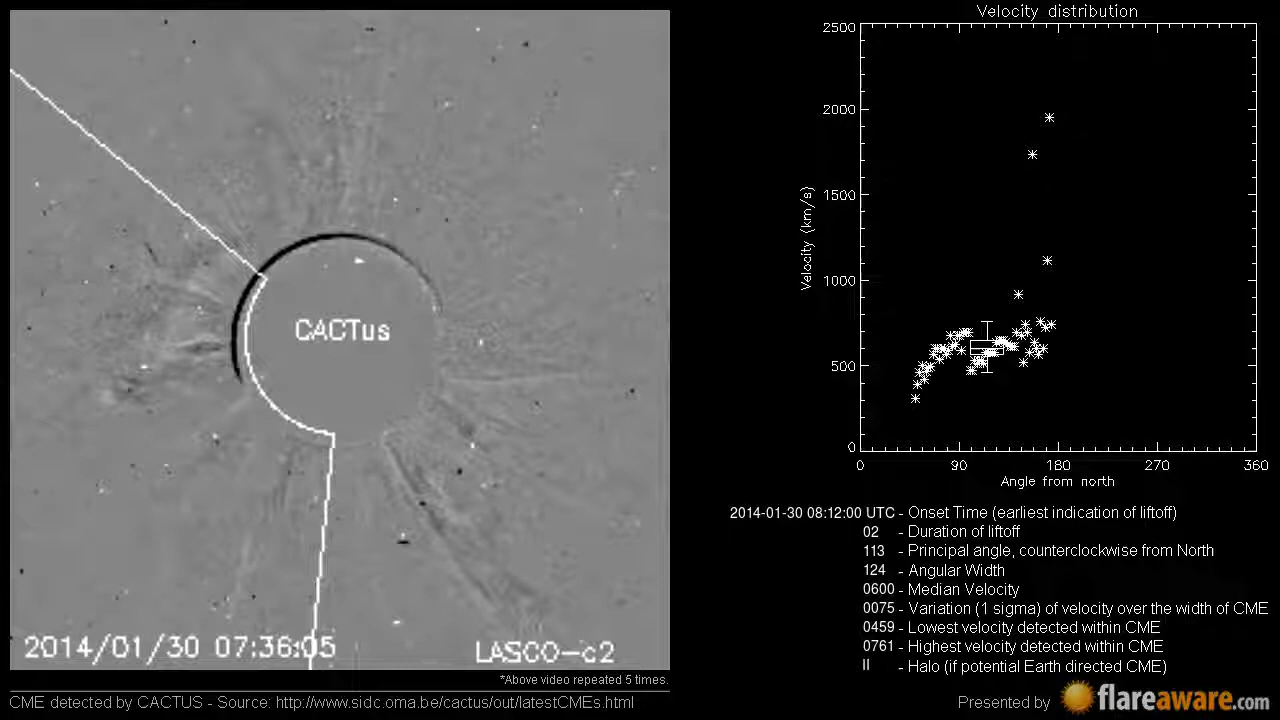 CACTus
2014/01/30 07:36:05
LASCO-c2
*Above video repeated 5 times.
CME detected by CACTUS - Source: http://www.sidc.oma.be/cactus/out/latestCMEs.html
Velocity distribution
2500
2000
1500
1000
500
0
Velocity (km/s)
0 90 180 270 360
Angle from north
2014-01-30 08:12:00 UTC - Onset Time (earliest indication of liftoff)
02 - Duration of liftoff
113 - Principal angle, counterclockwise from North
124 - Angular Width
0600 - Median Velocity
0075 - Variation (1 sigma) of velocity over the width of CME
0459 - Lowest velocity detected within CME
0761 - Highest velocity detected within CME
II - Halo (if potential Earth directed CME)
Presented by flareaware.com